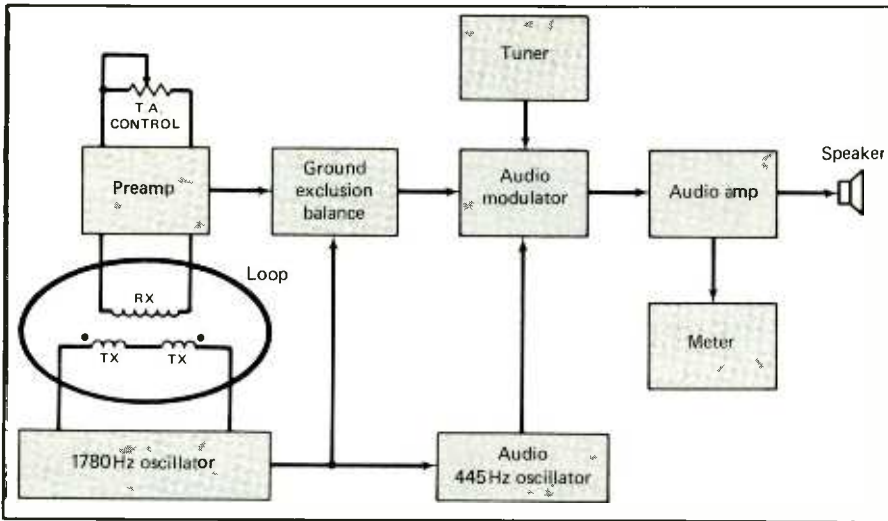 Tuner
T A
CONTROL
Speaker
Preamp
Ground
exclusion
balance
Audio
modulator
Audio amp
Loop
RX
TX
TX
Meter
1780Hz oscillator
Audio
445Hz oscillator